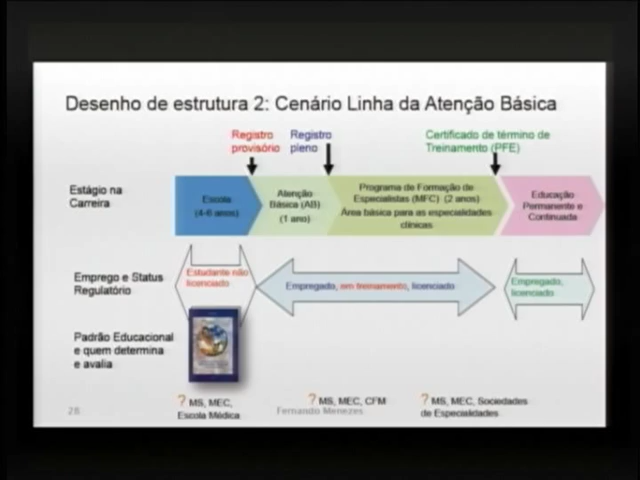 Desenho de estrutura 2: Cenário Linha da Atenção Básica
Registro provisório
Registro pleno
Certificado de término de Treinamento (PFE)
Estágio na Carreira
Escola (4-6 anos)
Atenção Básica (AB) (1 ano)
Programa de Formação de Especialistas (MFC) (2 anos)
Área básica para as especialidades clínicas
Educação Permanente e Continuada
Emprego e Status Regulatório
Estudante não licenciado
Empregado, em treinamento, licenciado
Empregado, licenciado
Padrão Educacional e quem determina e avalia
? MS, MEC, Escola Médica
? MS, MEC, CFM
? MS, MEC, Sociedades de Especialidades
28
Fernando Menezes